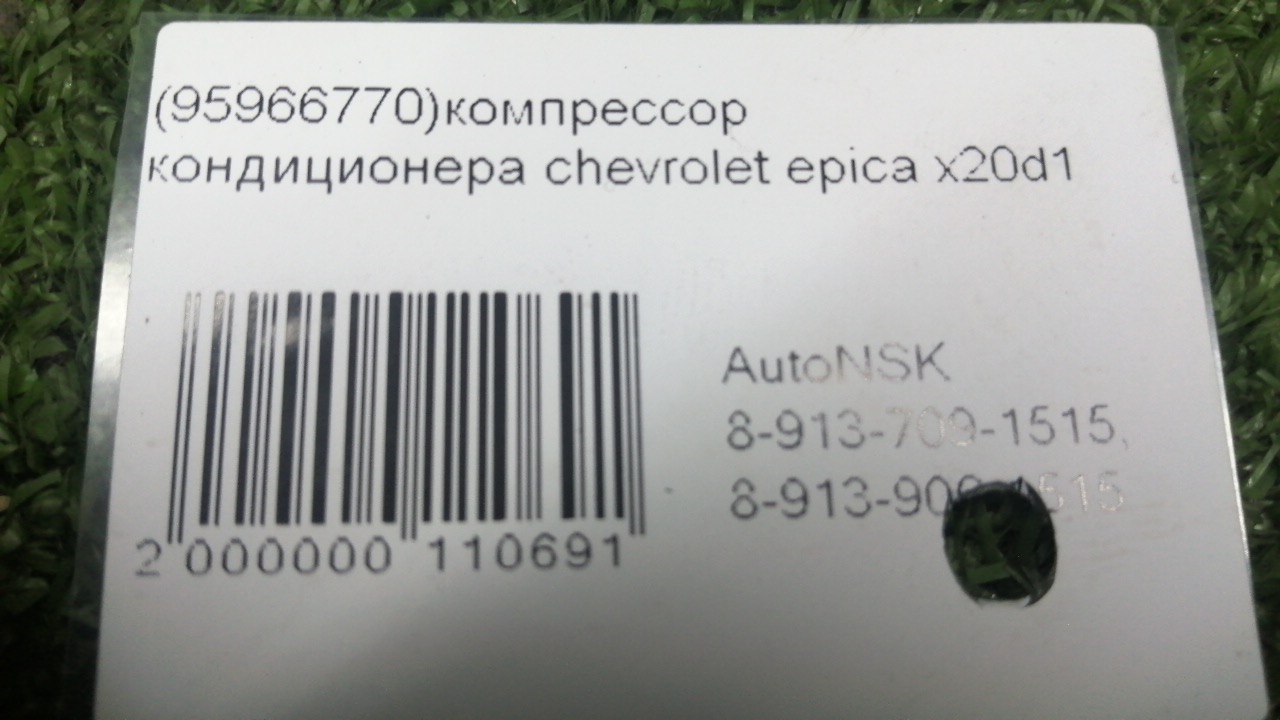 (95966770)компрессор
кондиционера chevrolet epica x20d1
AutoNSK
8-913-709-1515,
2 000000 110691